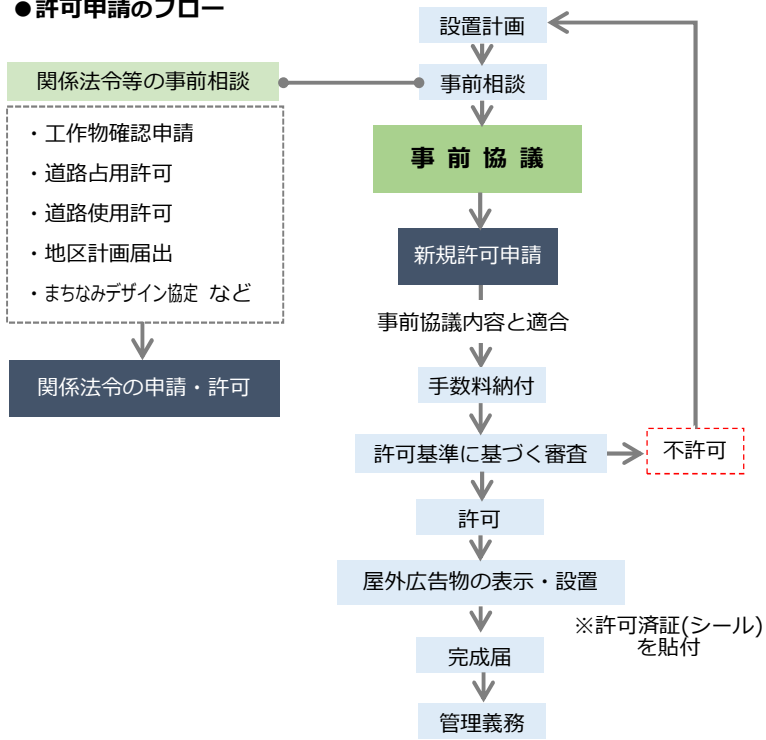 ●許可申請のフロー
設置計画
関係法令等の事前相談
事前相談
・工作物確認申請
・道路占用許可
・道路使用許可
・地区計画届出
・まちなみデザイン協定 など
関係法令の申請・許可
事前協議
新規許可申請
事前協議内容と適合
手数料納付
許可基準に基づく審査
不許可
許可
屋外広告物の表示・設置
※許可済証(シール)
を貼付
完成届
管理義務